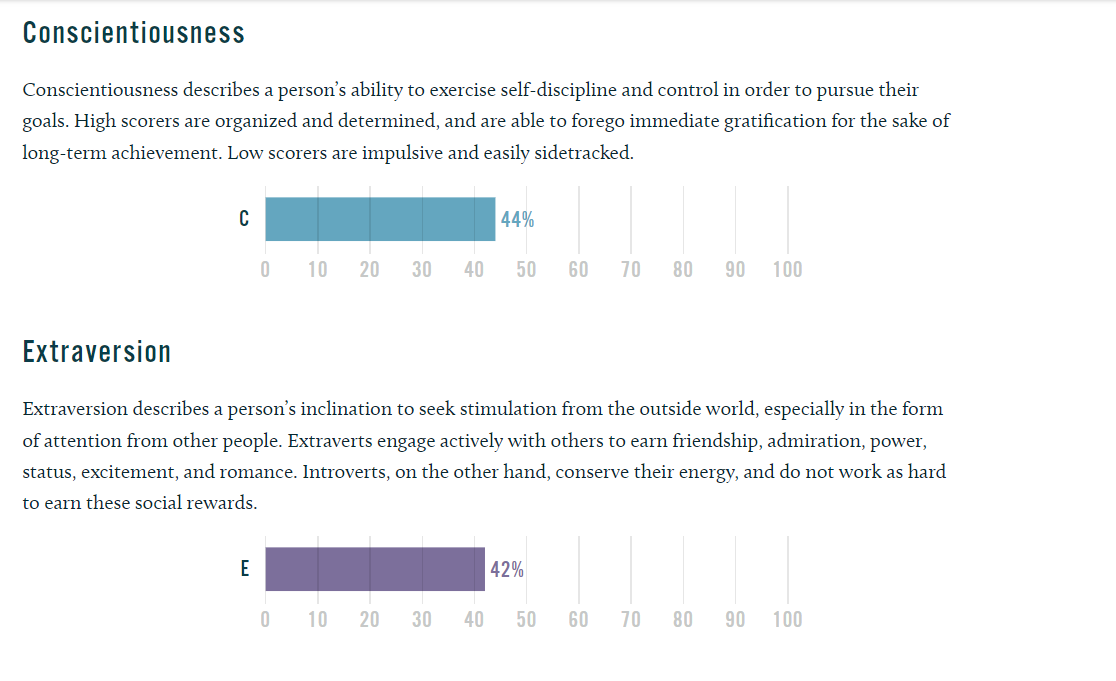 Conscientiousness
Conscientiousness describes a person’s ability to exercise self-discipline and control in order to pursue their
goals. High scorers are organized and determined, and are able to forego immediate gratification for the sake of
long-term achievement. Low scorers are impulsive and easily sidetracked.
C 44%
0 10 20 30 40 50 60 70 80 90 100
Extraversion
Extraversion describes a person’s inclination to seek stimulation from the outside world, especially in the form
of attention from other people. Extraverts engage actively with others to earn friendship, admiration, power,
status, excitement, and romance. Introverts, on the other hand, conserve their energy, and do not work as hard
to earn these social rewards.
E 42%
0 10 20 30 40 50 60 70 80 90 100